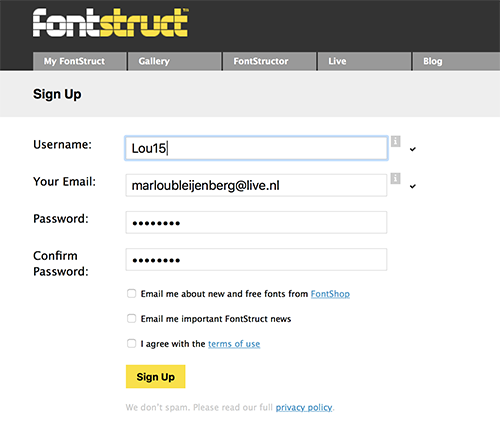 fontstruct™
My FontStruct Gallery FontStructor Live Blog
Sign Up
Username: Lou15
Your Email: marloubleijenberg@live.nl
Password: ••••••••
Confirm
Password: ••••••••
Email me about new and free fonts from FontShop
Email me important FontStruct news
I agree with the terms of use
Sign Up
We don't spam. Please read our full privacy policy.